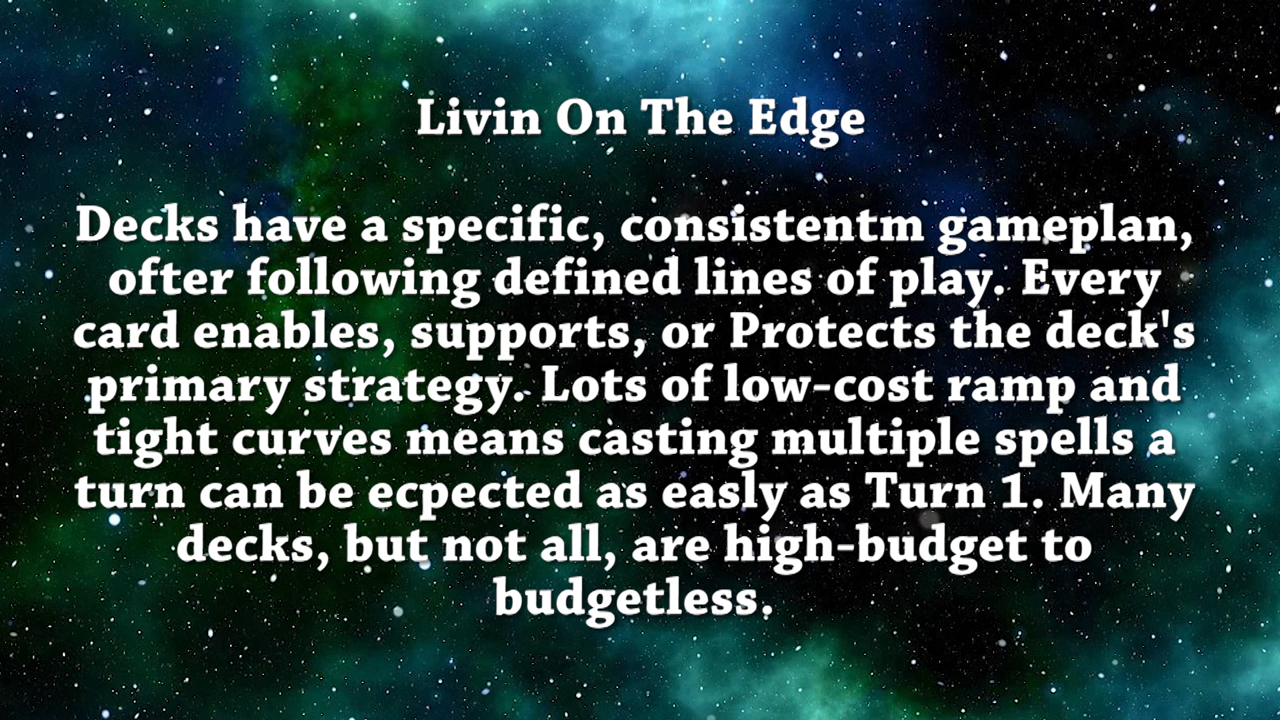 Livin On The Edge
Decks have a specific, consistentm gameplan,
ofter following defined lines of play. Every
card enables, supports, or Protects the deck's
primary strategy. Lots of low-cost ramp and
tight curves means casting multiple spells a
turn can be ecpected as easly as Turn 1. Many
decks, but not all, are high-budget to
budgetless.